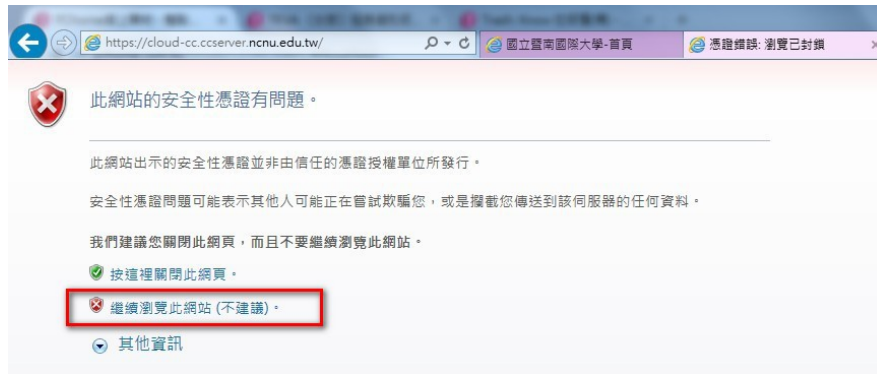 https://cloud-cc.ccserver.ncnu.edu.tw/
國立暨南國際大學-首頁
憑證錯誤: 瀏覽已封鎖
此網站的安全性憑證有問題。
此網站出示的安全性憑證並非由信任的憑證授權單位所發行。
安全性憑證問題可能表示其他人可能正在嘗試欺騙您，或是攔截您傳送到該伺服器的任何資料。
我們建議您關閉此網頁，而且不要繼續瀏覽此網站。
按這裡關閉此網頁。
繼續瀏覽此網站 (不建議)。
其他資訊